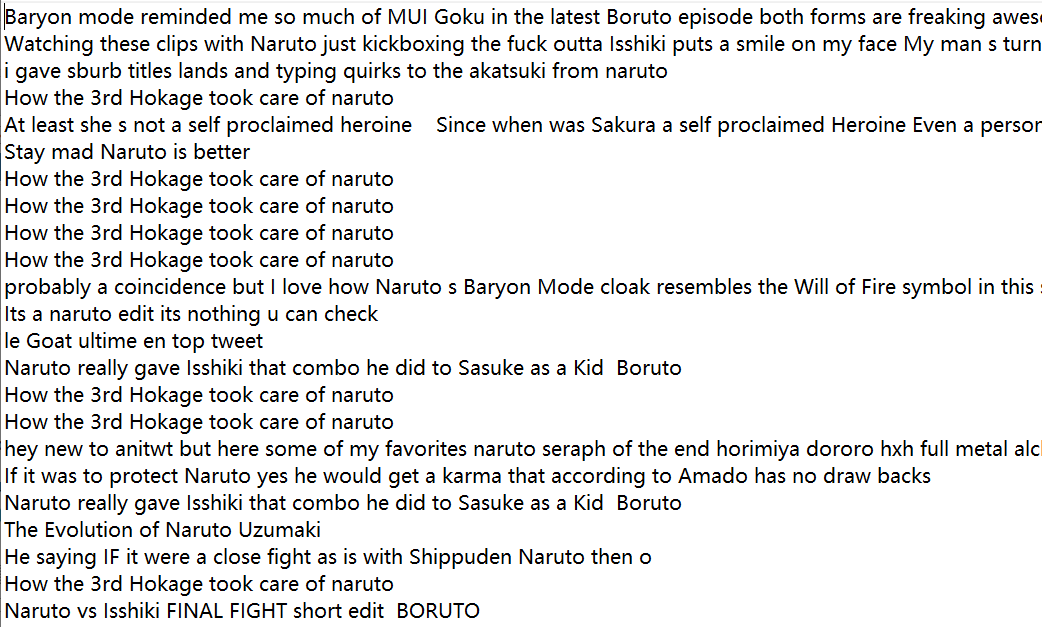 Baryon mode reminded me so much of MUI Goku in the latest Boruto episode both forms are freaking
Watching these clips with Naruto just kickboxing the fuck outta Isshiki puts a smile on my face My man s turn
i gave sburb titles lands and typing quirks to the akatsuki from naruto
How the 3rd Hokage took care of naruto
At least she s not a self proclaimed heroine    Since when was Sakura a self proclaimed Heroine Even a person
Stay mad Naruto is better
How the 3rd Hokage took care of naruto
How the 3rd Hokage took care of naruto
How the 3rd Hokage took care of naruto
How the 3rd Hokage took care of naruto
probably a coincidence but I love how Naruto s Baryon Mode cloak resembles the Will of Fire symbol in this
Its a naruto edit its nothing u can check
le Goat ultime en top tweet
Naruto really gave Isshiki that combo he did to Sasuke as a Kid  Boruto
How the 3rd Hokage took care of naruto
How the 3rd Hokage took care of naruto
hey new to anitwt but here some of my favorites naruto seraph of the end horimiya dororo hxh full metal alc
If it was to protect Naruto yes he would get a karma that according to Amado has no draw backs
Naruto really gave Isshiki that combo he did to Sasuke as a Kid  Boruto
The Evolution of Naruto Uzumaki
He saying IF it were a close fight as is with Shippuden Naruto then o
How the 3rd Hokage took care of naruto
Naruto vs Isshiki FINAL FIGHT short edit  BORUTO